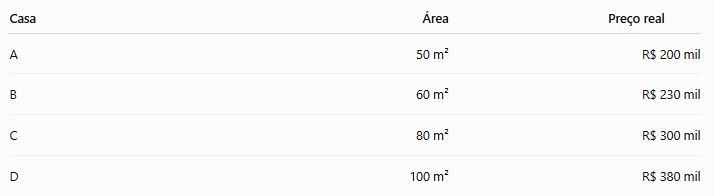 Casa Área Preço real
A 50 m² R$ 200 mil
B 60 m² R$ 230 mil
C 80 m² R$ 300 mil
D 100 m² R$ 380 mil